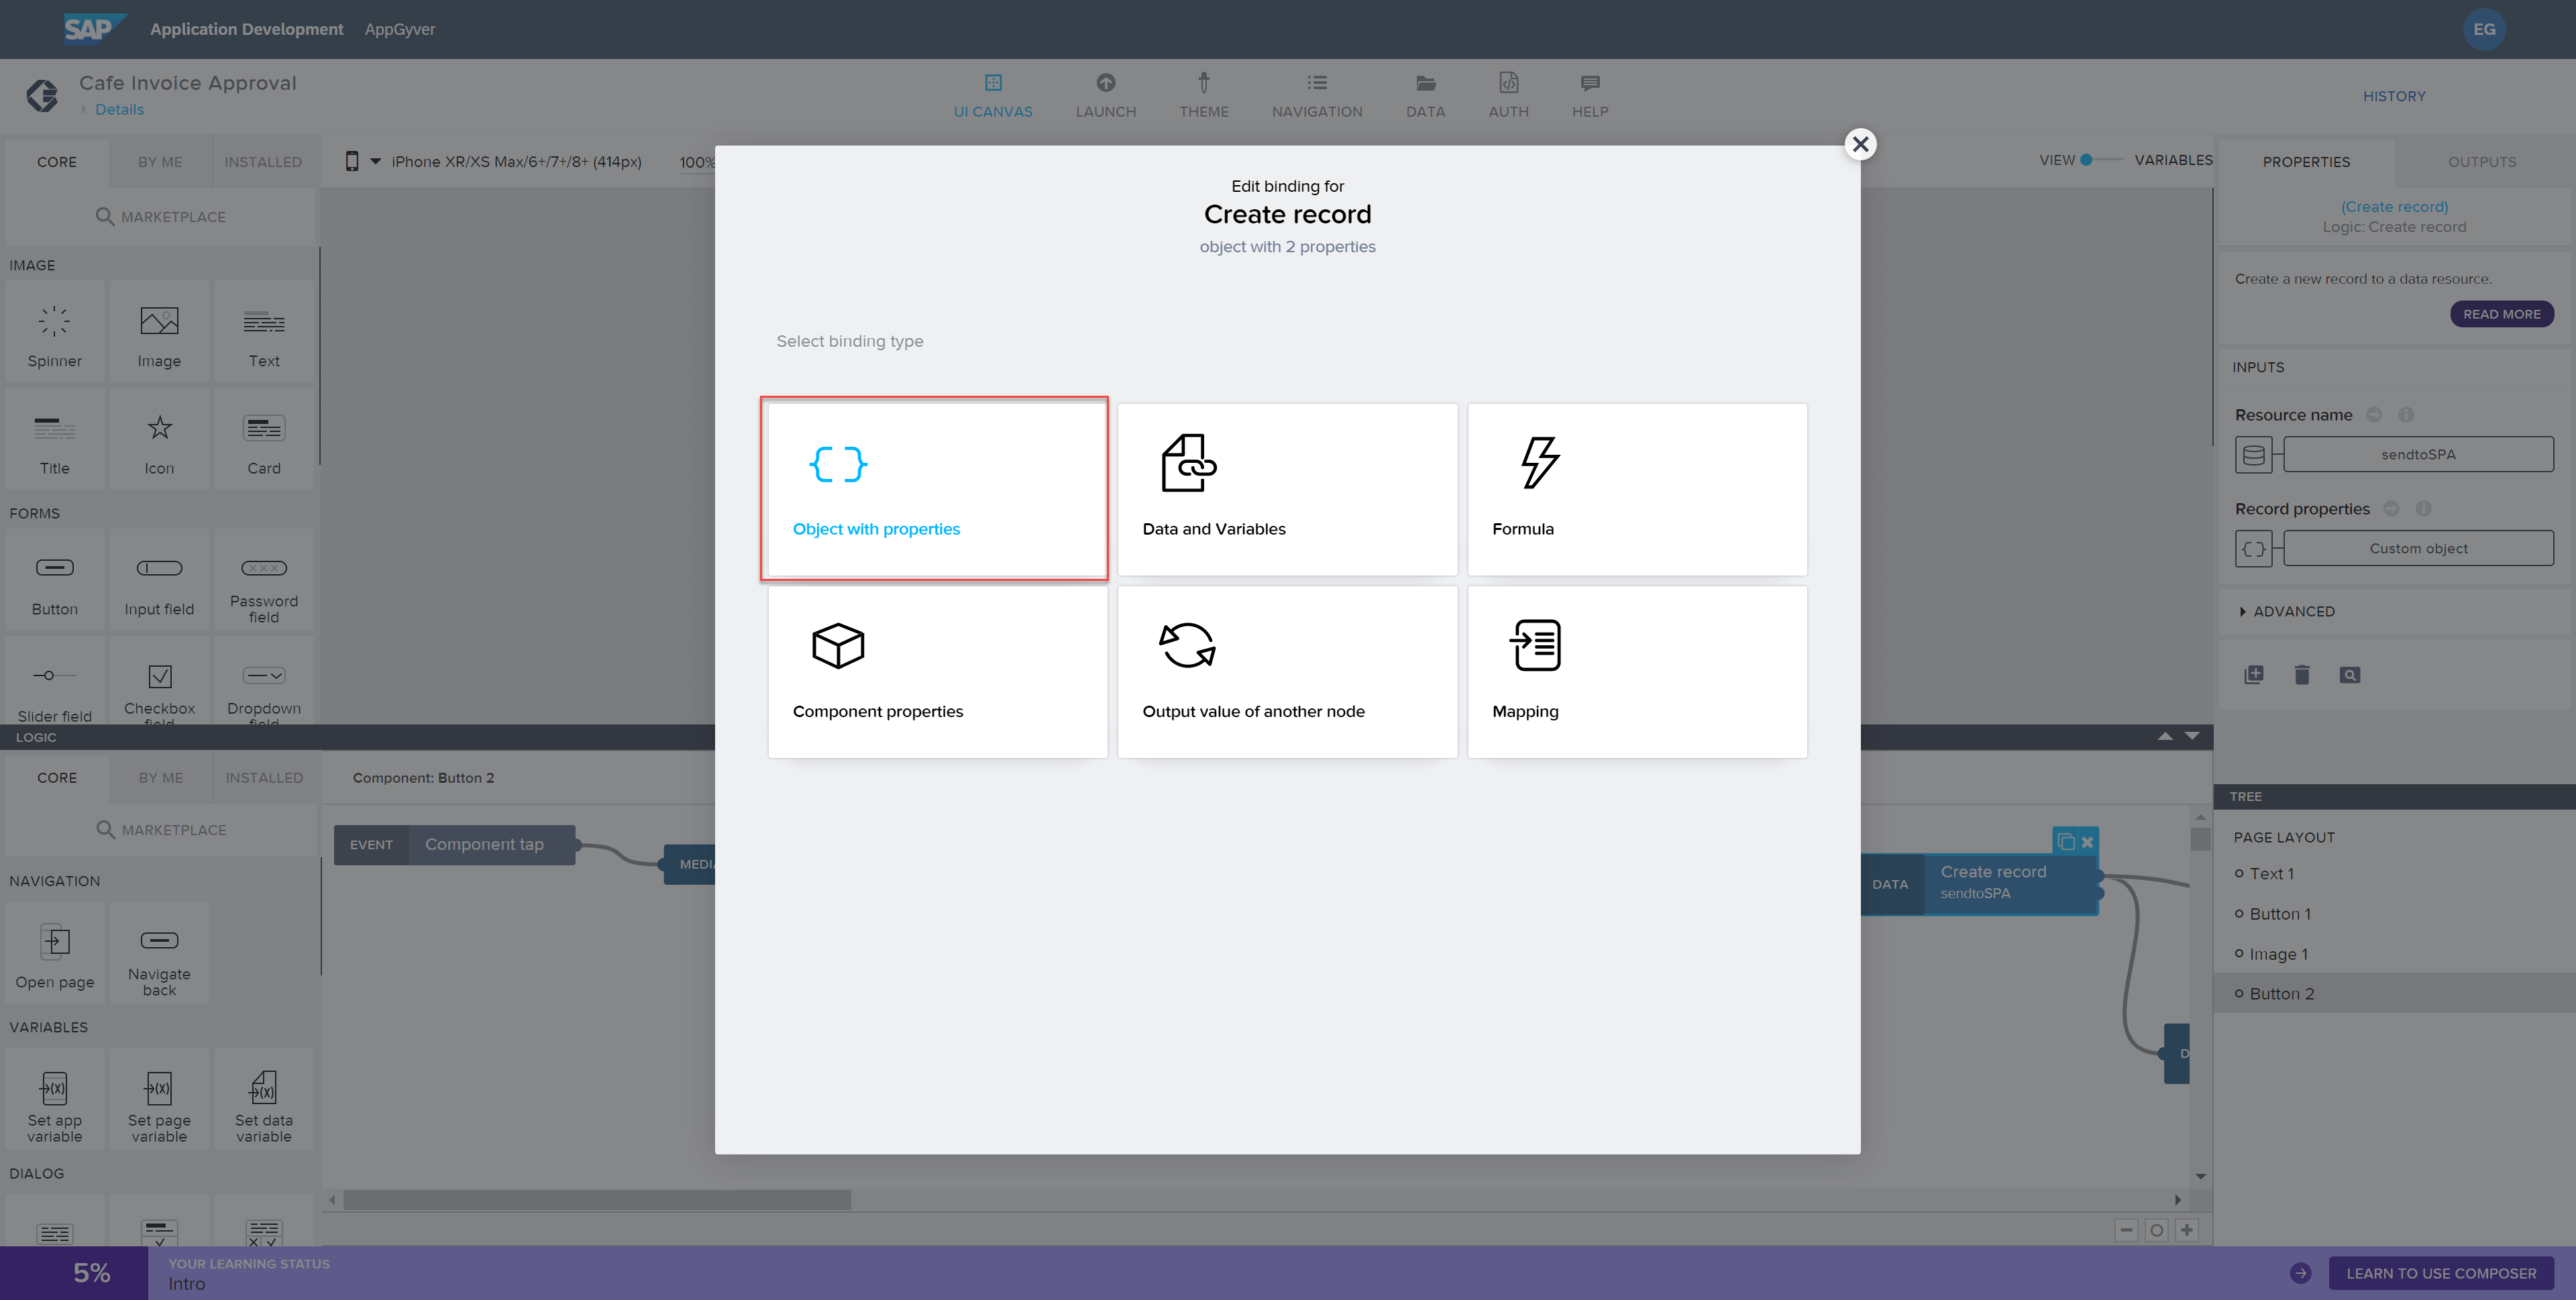 SAP
Application Development
AppGyver
EG
Cafe Invoice Approval
Details
UI CANVAS
LAUNCH
THEME
NAVIGATION
DATA
AUTH
HELP
HISTORY
CORE
BY ME
INSTALLED
iPhone XR/XS Max/6+/7+/8+ (414px)
100%
VIEW
VARIABLES
PROPERTIES
OUTPUTS
MARKETPLACE
IMAGE
Spinner
Image
Text
Title
Icon
Card
FORMS
Button
Input field
Password
field
Slider field
Checkbox
field
Dropdown
field
Edit binding for
Create record
object with 2 properties
Select binding type
Object with properties
Data and Variables
Formula
Component properties
Output value of another node
Mapping
(Create record)
Logic: Create record
Create a new record to a data resource.
READ MORE
INPUTS
Resource name
sendtoSPA
Record properties
Custom object
ADVANCED
LOGIC
CORE
BY ME
INSTALLED
Component: Button 2
MARKETPLACE
EVENT
Component tap
MEDIA
DATA
Create record
sendtoSPA
D
NAVIGATION
Open page
Navigate
back
VARIABLES
Set app
variable
Set page
variable
Set data
variable
DIALOG
TREE
PAGE LAYOUT
Text 1
Button 1
Image 1
Button 2
5%
YOUR LEARNING STATUS
Intro
LEARN TO USE COMPOSER